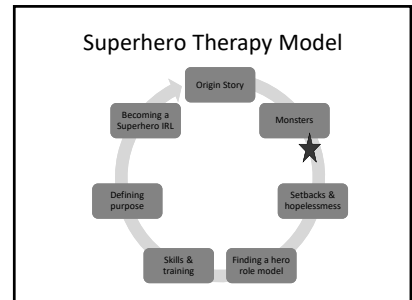 Superhero Therapy Model
Origin Story
Monsters
Setbacks &
hopelessness
Finding a hero
role model
Skills &
training
Defining
purpose
Becoming a
Superhero IRL